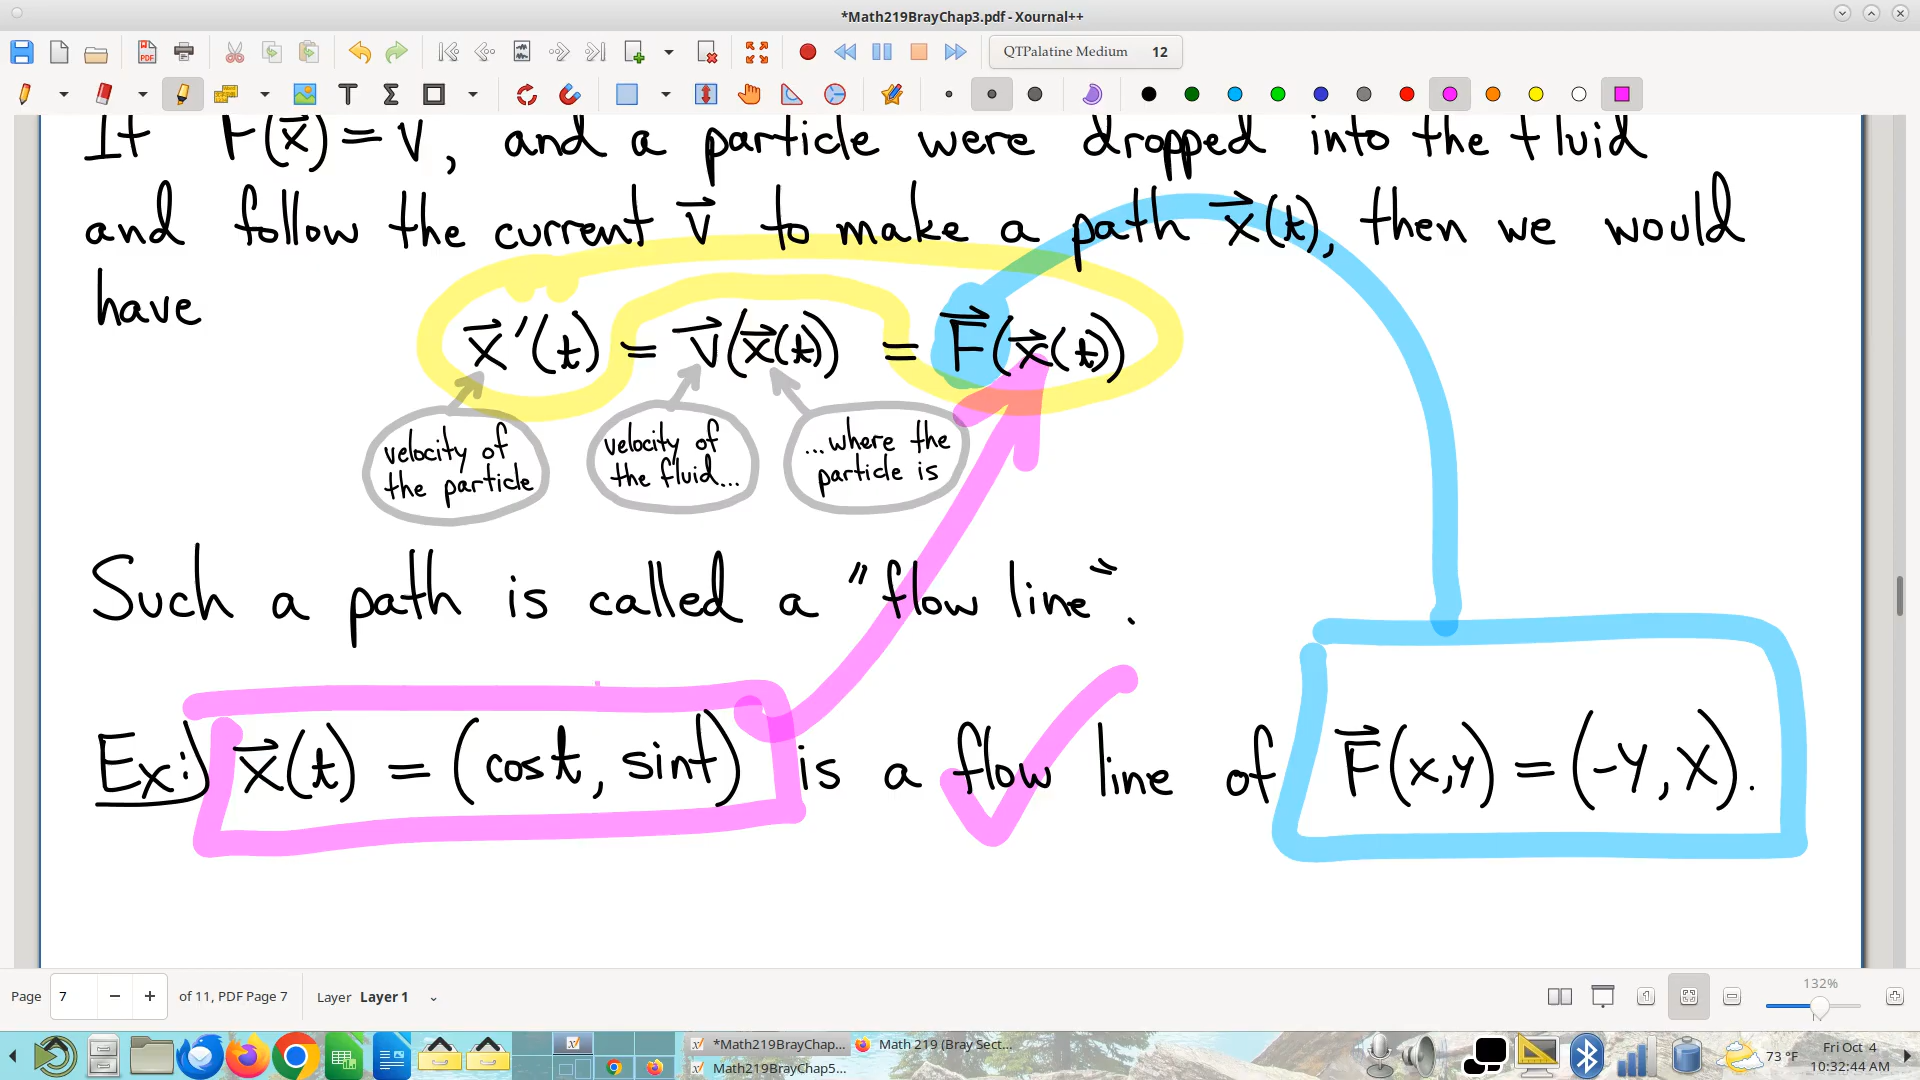 *Math219BrayChap3.pdf - Xournal++
QTPalatine Medium 12
If F(x⃗)=V, and a particle were dropped into the fluid
and follow the current v⃗ to make a path x⃗(t), then we would
have
x⃗'(t) = v⃗(x⃗(t)) = F⃗(x⃗(t))
velocity of the particle
velocity of the fluid...
...where the particle is
Such a path is called a "flow line".
Ex:) x⃗(t) = (cost, sint) is a flow line of F⃗(x,y) = (-y, x).
Page 7 of 11, PDF Page 7 Layer Layer 1
132%
*Math219BrayChap... Math 219 (Bray Sect...
Math219BrayChap5...
73 °F
Fri Oct 4
10:32:44 AM